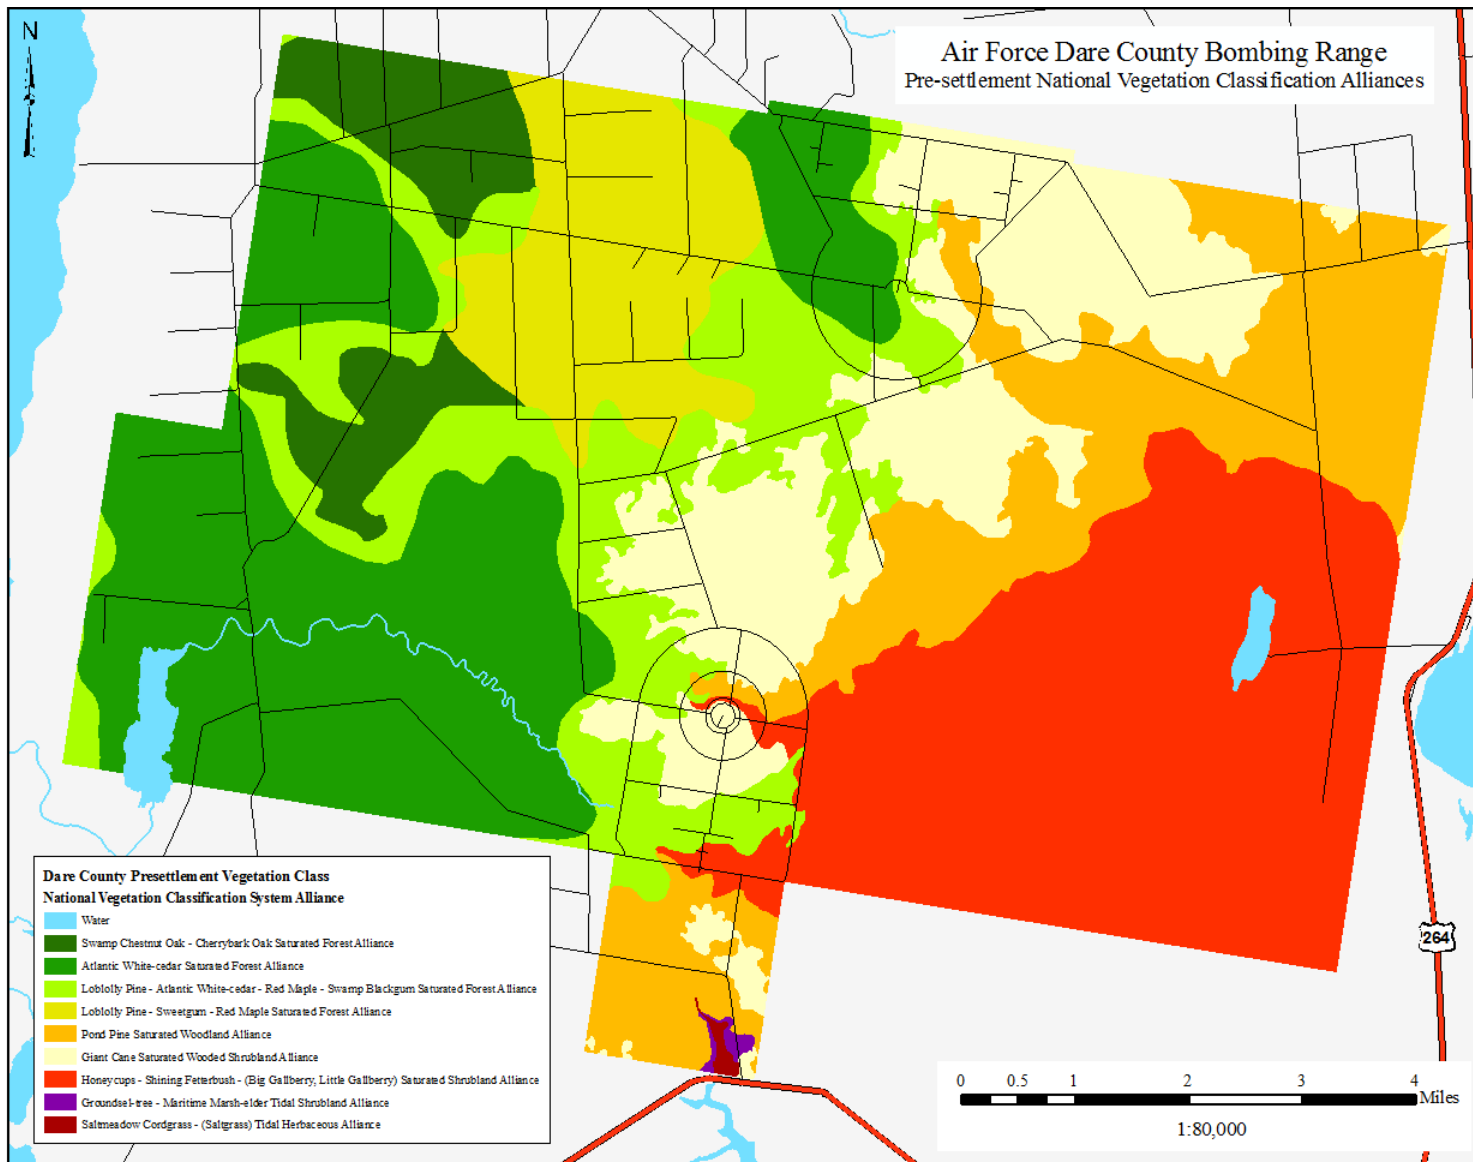 N
Air Force Dare County Bombing Range
Pre-settlement National Vegetation Classification Alliances
264
Dare County Presettlement Vegetation Class
National Vegetation Classification System Alliance
Water
Swamp Chestnut Oak - Cherrybark Oak Saturated Forest Alliance
Atlantic White-cedar Saturated Forest Alliance
Loblolly Pine - Atlantic White-cedar - Red Maple - Swamp Blackgum Saturated Forest Alliance
Loblolly Pine - Sweetgum - Red Maple Saturated Forest Alliance
Pond Pine Saturated Woodland Alliance
Giant Cane Saturated Wooded Shrubland Alliance
Honeycups - Shining Fetterbush - (Big Gallberry, Little Gallberry) Saturated Shrubland Alliance
Groundsel-tree - Maritime Marsh-elder Tidal Shrubland Alliance
Saltmeadow Cordgrass - (Saltgrass) Tidal Herbaceous Alliance
0 0.5 1 2 3 4
Miles
1:80,000